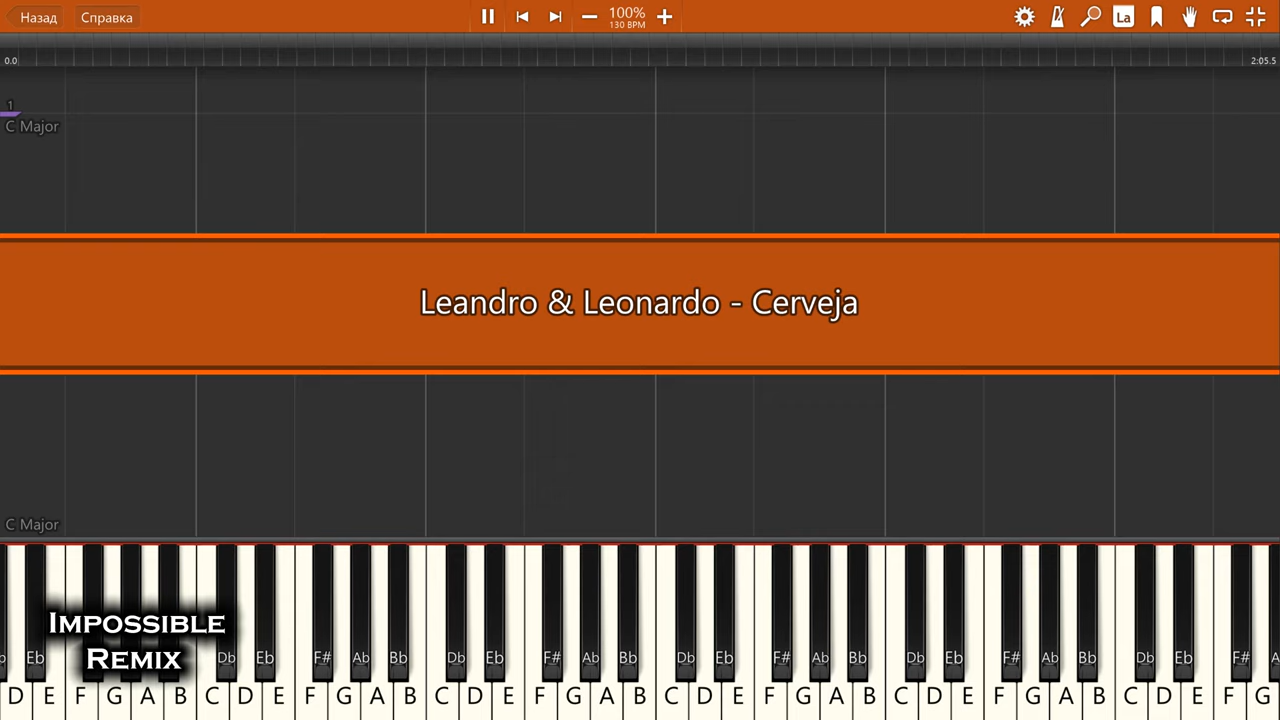 Назад Справка 100% La
130 BPM
0.0 2:05.5
1
C Major
Leandro & Leonardo - Cerveja
C Major
Impossible
Remix
Eb Db Eb F# Ab Bb Db Eb F# Ab Bb Db Eb F# Ab Bb Db Eb F# Ab Bb Db Eb F#
D E F G A B C D E F G A B C D E F G A B C D E F G A B C D E F G A B C D E F G